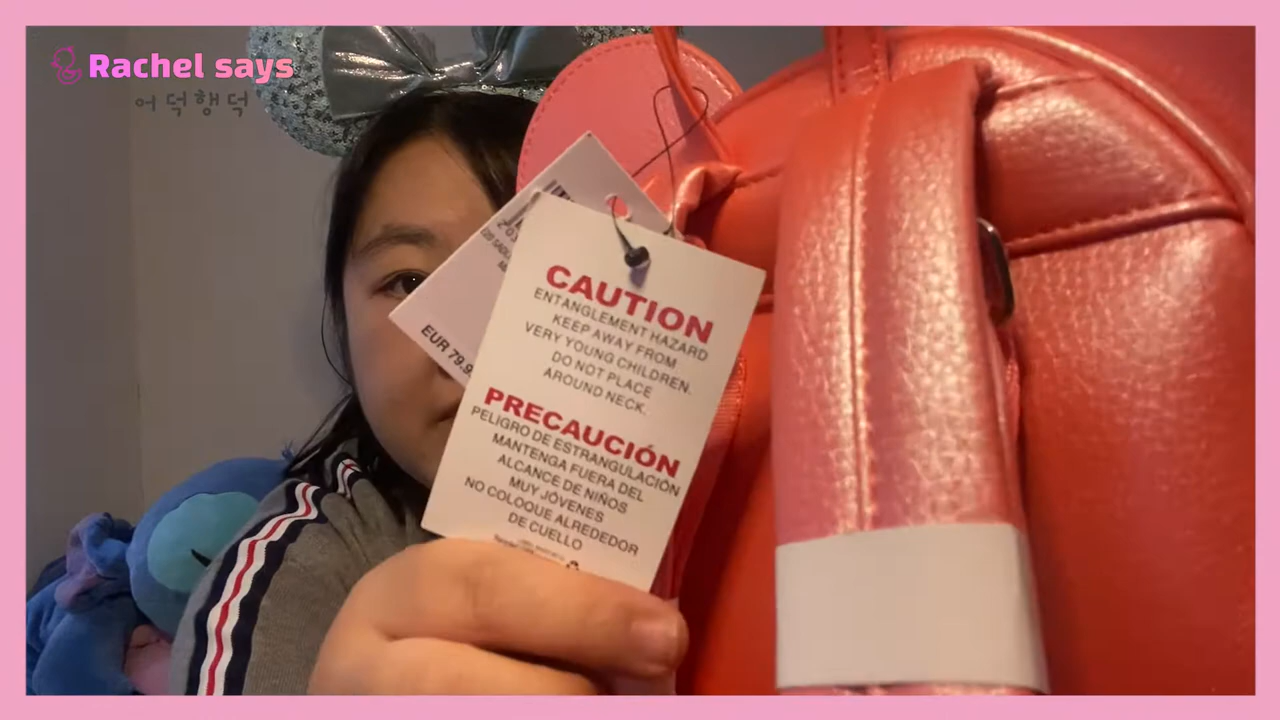 Rachel says
어덕행덕
EUR 79.9
CAUTION
ENTANGLEMENT HAZARD
KEEP AWAY FROM
VERY YOUNG CHILDREN.
DO NOT PLACE
AROUND NECK.
PRECAUCIÓN
PELIGRO DE ESTRANGULACIÓN
MANTENGA FUERA DEL
ALCANCE DE NIÑOS
MUY JÓVENES
NO COLOQUE ALREDEDOR
DE CUELLO